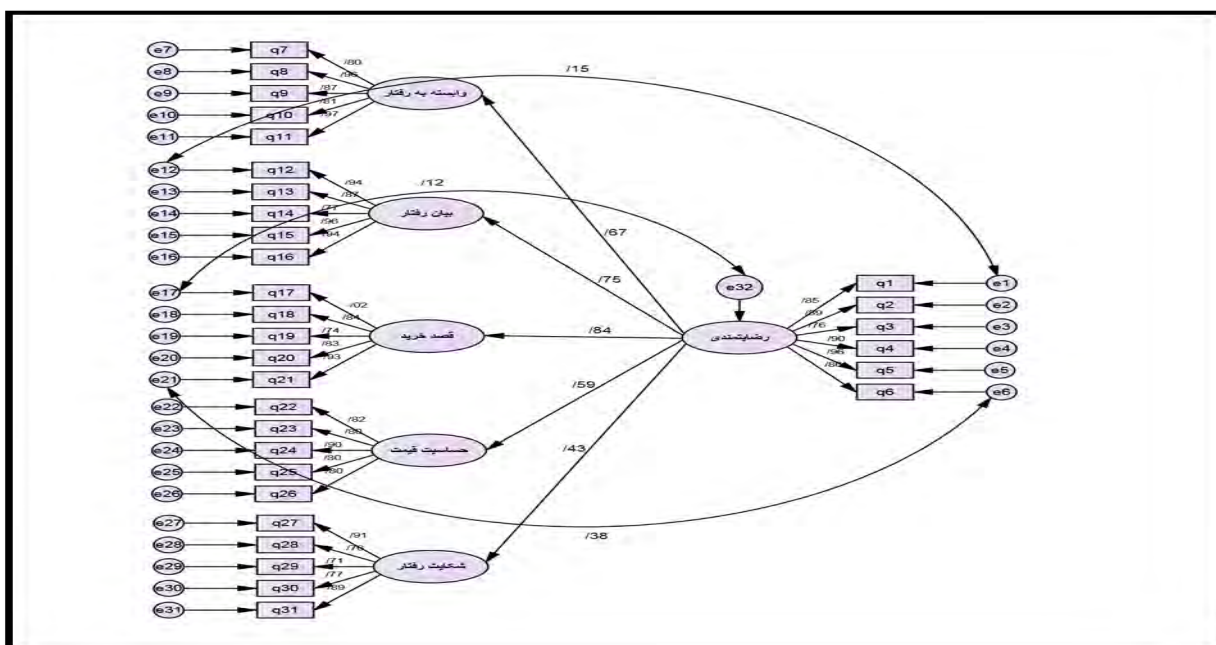 e7 q7 /80
e8 q8 /96
e9 q9 /87
e10 q10 /81
e11 q11 /97
وابسته به رفتار
/15
e12 q12 /94
e13 q13 /87
e14 q14 /77
e15 q15 /96
e16 q16 /94
بیان رفتار
/12
e17 q17 -/02
e18 q18 /84
e19 q19 /74
e20 q20 /83
e21 q21 /93
قصد خرید
e22 q22 /82
e23 q23
e24 q24 /90
e25 q25 /80
e26 q26 /80
حساسیت قیمت
e27 q27 /91
e28 q28
e29 q29 /71
e30 q30 /77
e31 q31 /89
شکایت رفتار
/67
/75
/84
/59
/43
/38
e32
رضایتمندی
/85 q1 e1
/89 q2 e2
/76 q3 e3
/90 q4 e4
/96 q5 e5
q6 e6